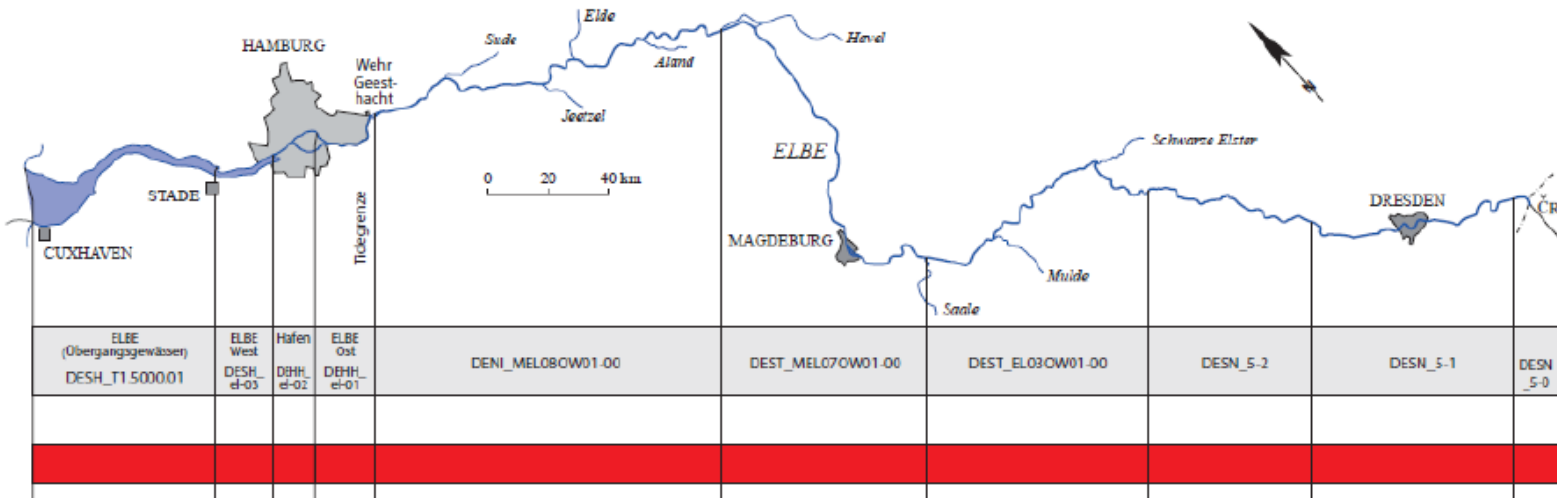 Elde
Sude
Havel
HAMBURG
Aland
Wehr
Geest-
hacht
Jeetzel
ELBE
Schwarze Elster
0 20 40 km
STADE
DRESDEN
ČR
Tidegrenze
MAGDEBURG
CUXHAVEN
Mulde
Saale
N
ELBE
(Übergangsgewässer)
DESH_T1.5000.01
ELBE
West
DESH_
el-03
Hafen
DEHH_
el-02
ELBE
Ost
DEHH_
el-01
DENI_MEL08OW01-00
DEST_MEL07OW01-00
DEST_EL03OW01-00
DESN_5-2
DESN_5-1
DESN
_5-0